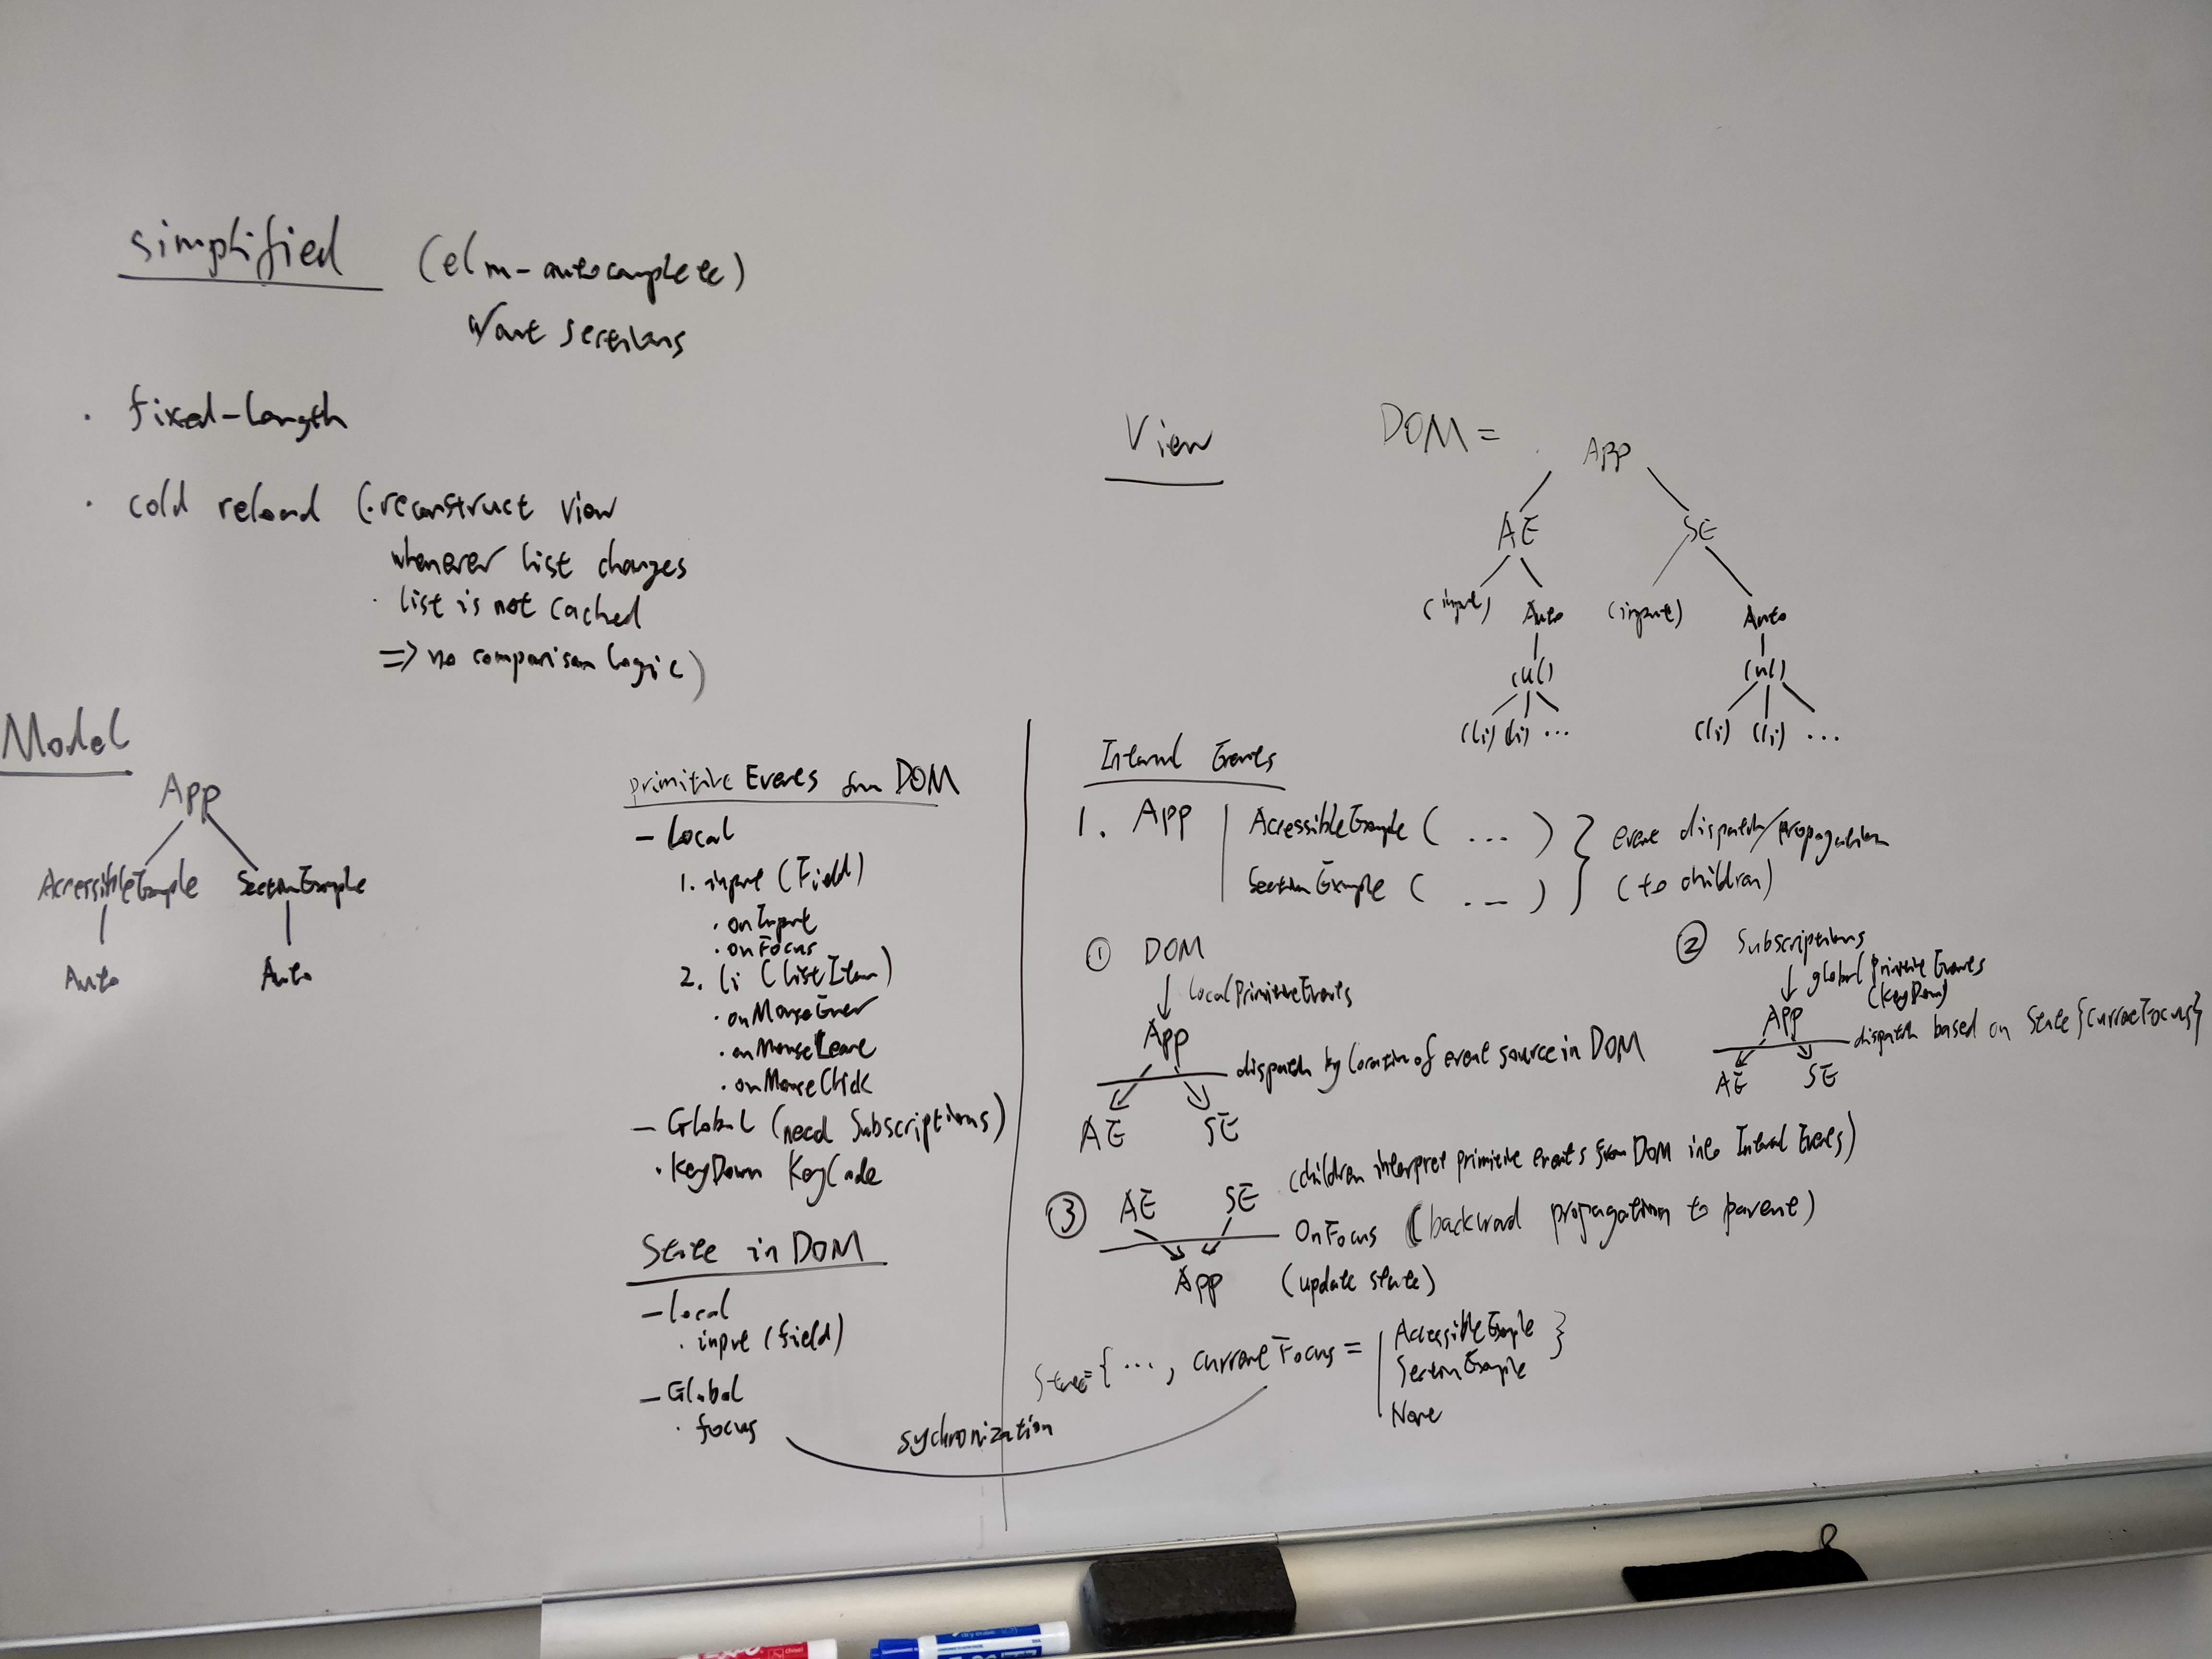 simplified (elm-autocomplete)
Want sections
· fixed-length
· cold reload (·reconstruct view
whenever list changes
· list is not cached
=> no comparison logic)
Model
App
AccessibleExample SectionExample
Auto Auto
primitive Events from DOM
- Local
1. input (Field)
· onInput
· onFocus
2. li (listItem)
· onMouseEnter
· onMouseLeave
· onMouseClick
- Global (need Subscriptions)
· KeyDown KeyCode
State in DOM
- local
· input (field)
- Global
· focus
sychronization
View
DOM = App
AE SE
(input) Auto (input) Auto
(ul) (ul)
(li) (li) ... (li) (li) ...
Internal Events
1. App | AccessibleExample ( ... ) } event dispatch/propagation
SectionExample ( ... ) (to children)
① DOM
local Primitive Events
App
dispatch by location of event source in DOM
AE SE
② Subscriptions
global Primitive Events
(KeyDown)
App
dispatch based on State {currentFocus}
AE SE
(children interpret primitive events from DOM into Internal Events)
③ AE SE
OnFocus (backward propagation to parent)
App (update state)
State = { ..., currentFocus = | AccessibleExample }
SectionExample
| None